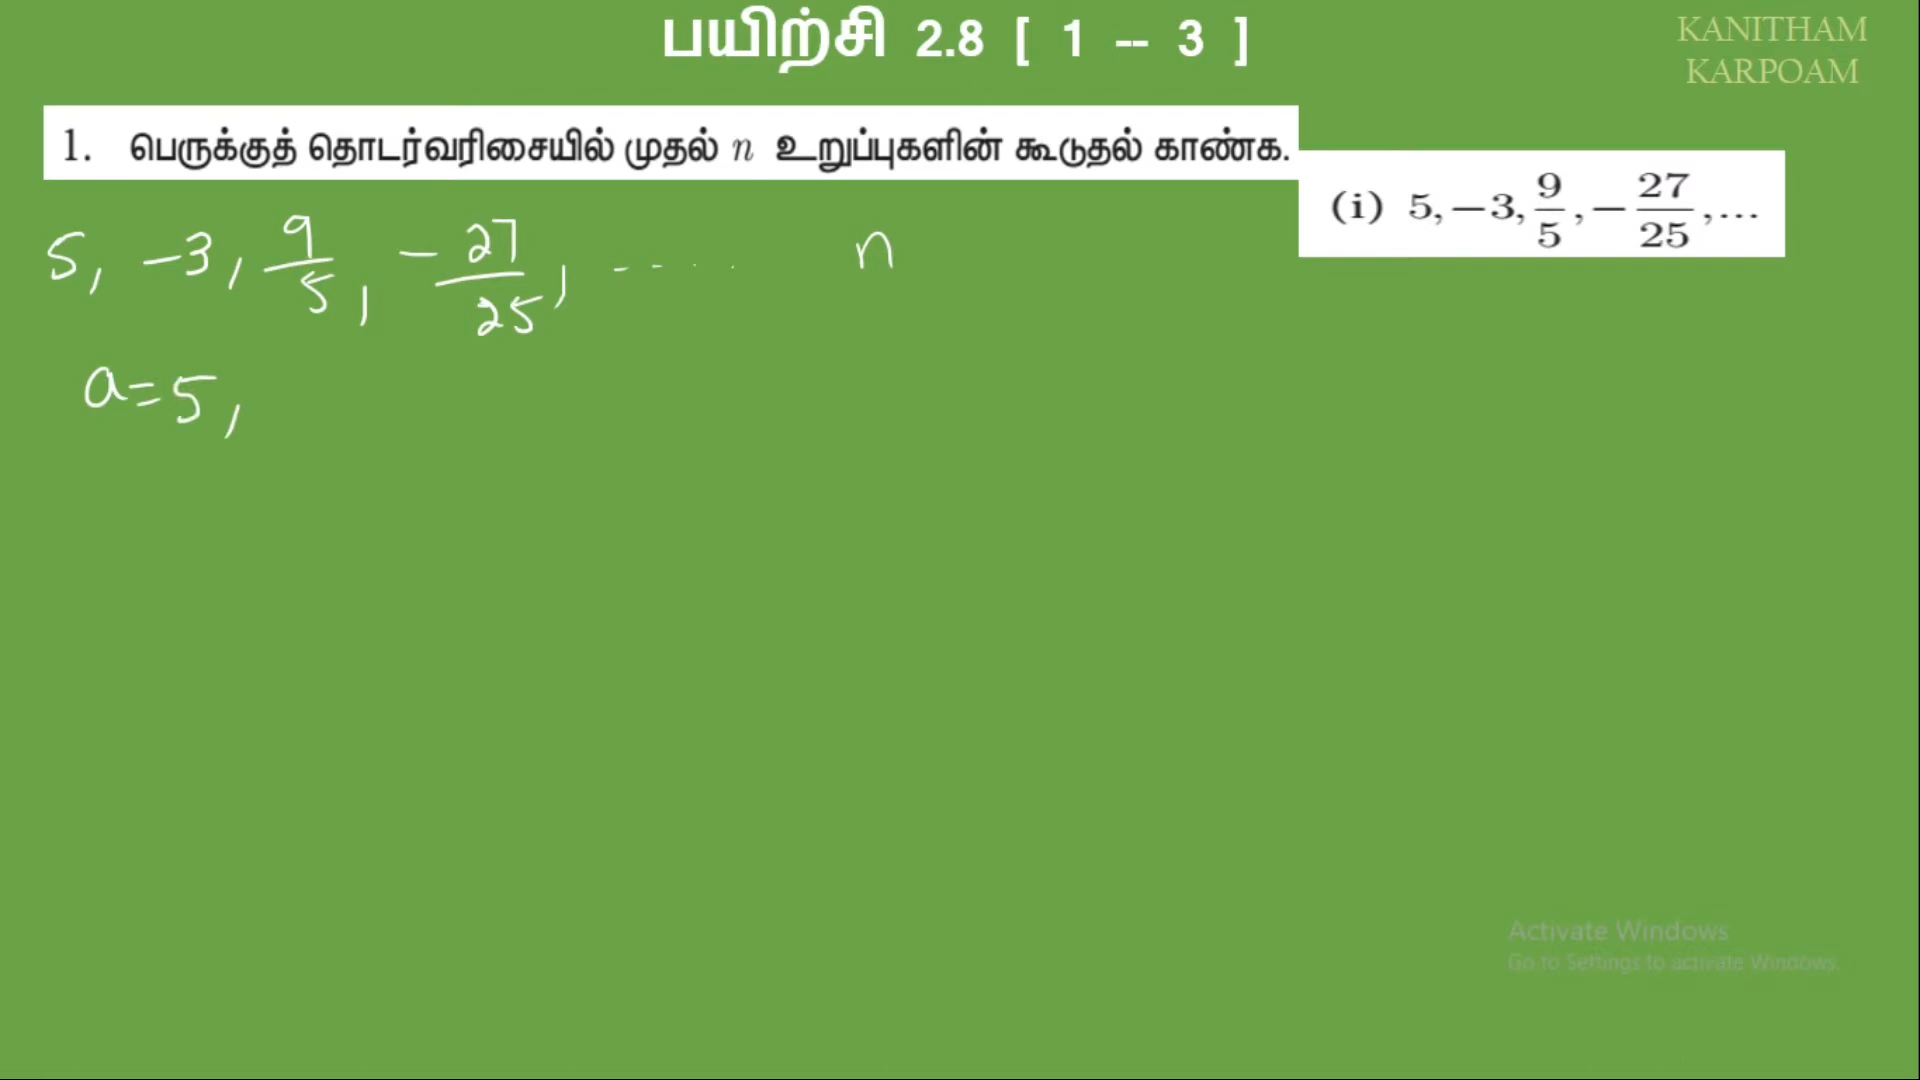 பயிற்சி 2.8 [ 1 -- 3 ]
KANITHAM
KARPOAM
1. பெருக்குத் தொடர்வரிசையில் முதல் n உறுப்புகளின் கூடுதல் காண்க.
(i) 5, −3, 9/5, −27/25, ...
5, −3, 9/5, −27/25, ...... n
a=5,
Activate Windows
Go to Settings to activate Windows.